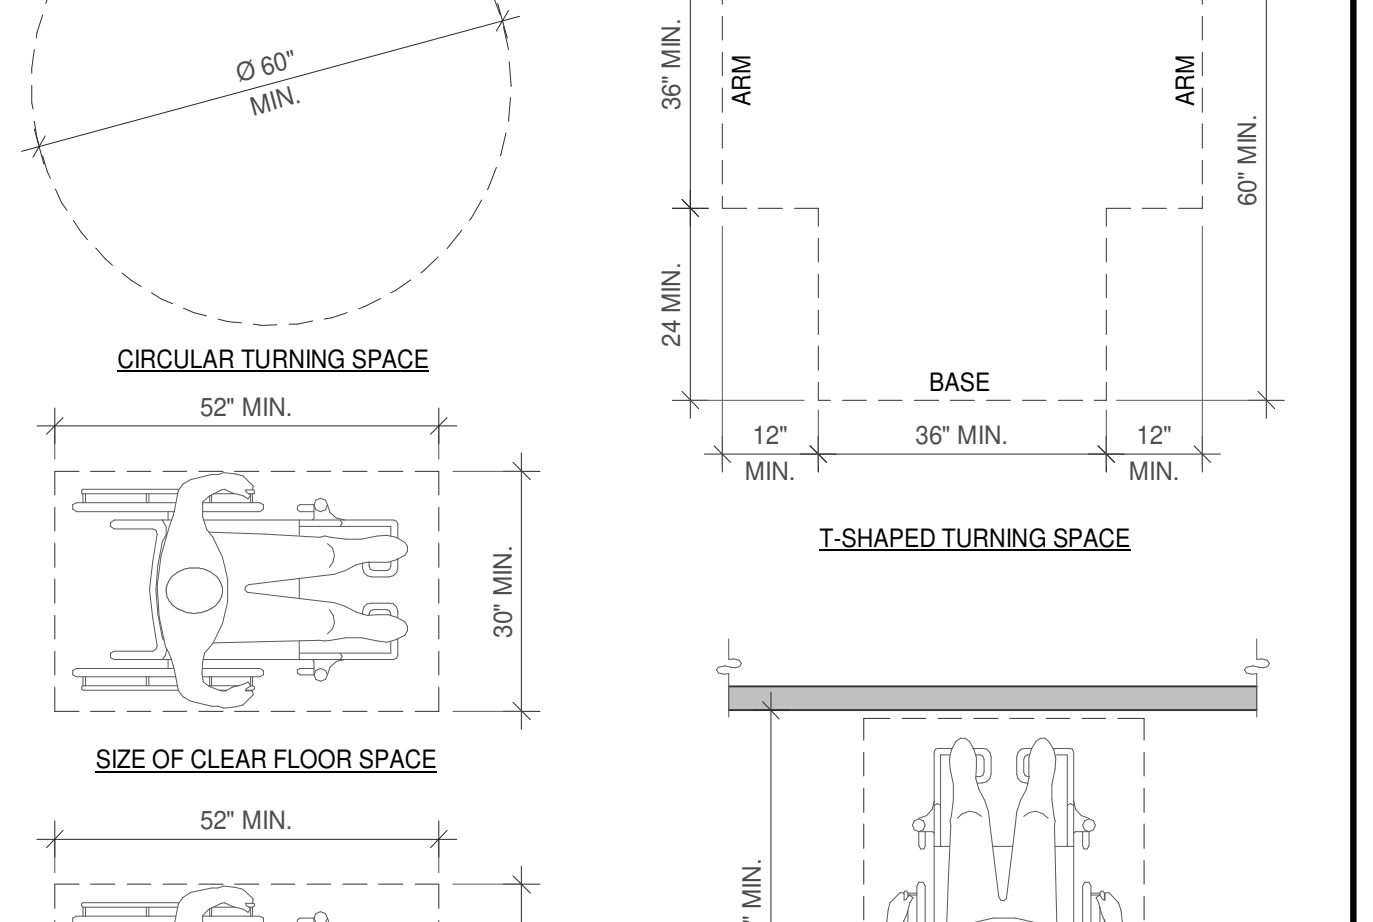 Ø 60"
MIN.
CIRCULAR TURNING SPACE
52" MIN.
30" MIN.
SIZE OF CLEAR FLOOR SPACE
52" MIN.
36" MIN.
ARM
ARM
60" MIN.
24 MIN.
BASE
12"
MIN.
36" MIN.
12"
MIN.
T-SHAPED TURNING SPACE
" MIN.